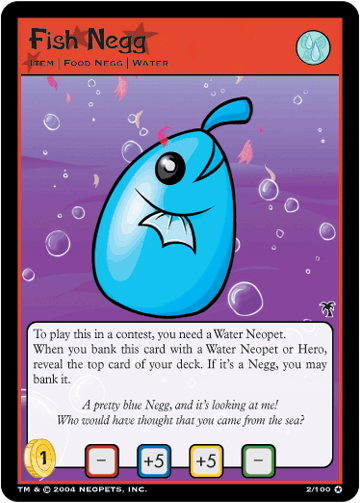 Fish Negg
Item | Food Negg | Water
To play this in a contest, you need a Water Neopet.
When you bank this card with a Water Neopet or Hero,
reveal the top card of your deck. If it's a Negg, you may
bank it.
A pretty blue Negg, and it's looking at me!
Who would have thought that you came from the sea?
1
–
+5
+5
–
TM & © 2004 NEOPETS, INC.
2/100